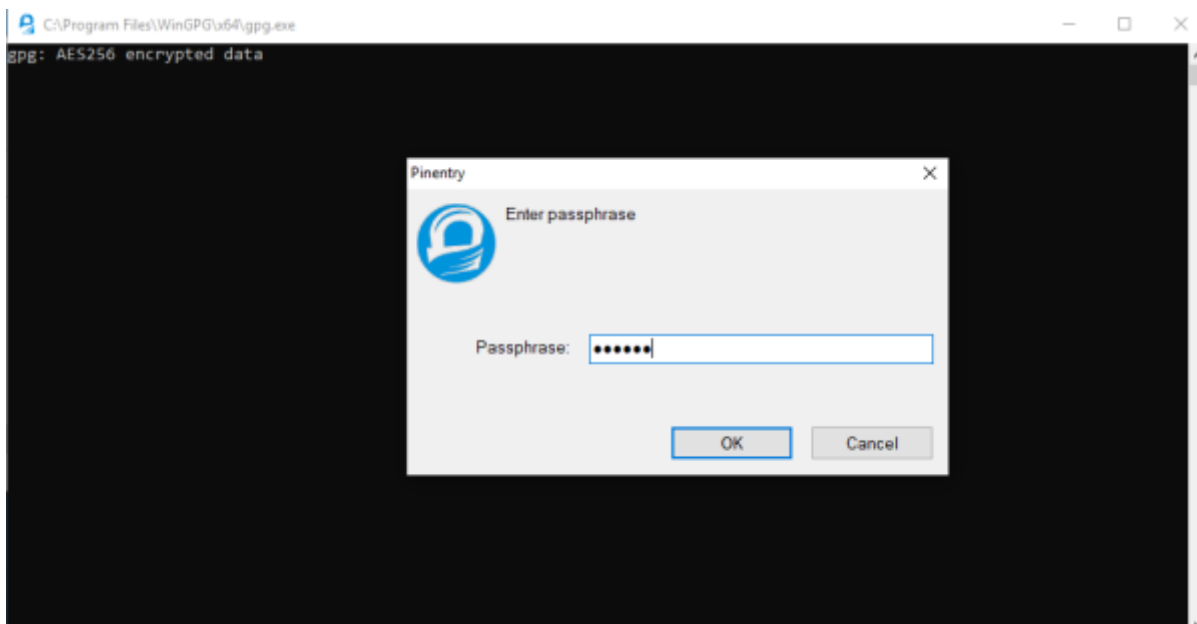 C:\Program Files\WinGPG\x64\gpg.exe
gpg: AES256 encrypted data
Pinentry
Enter passphrase
Passphrase: ●●●●●●
OK Cancel